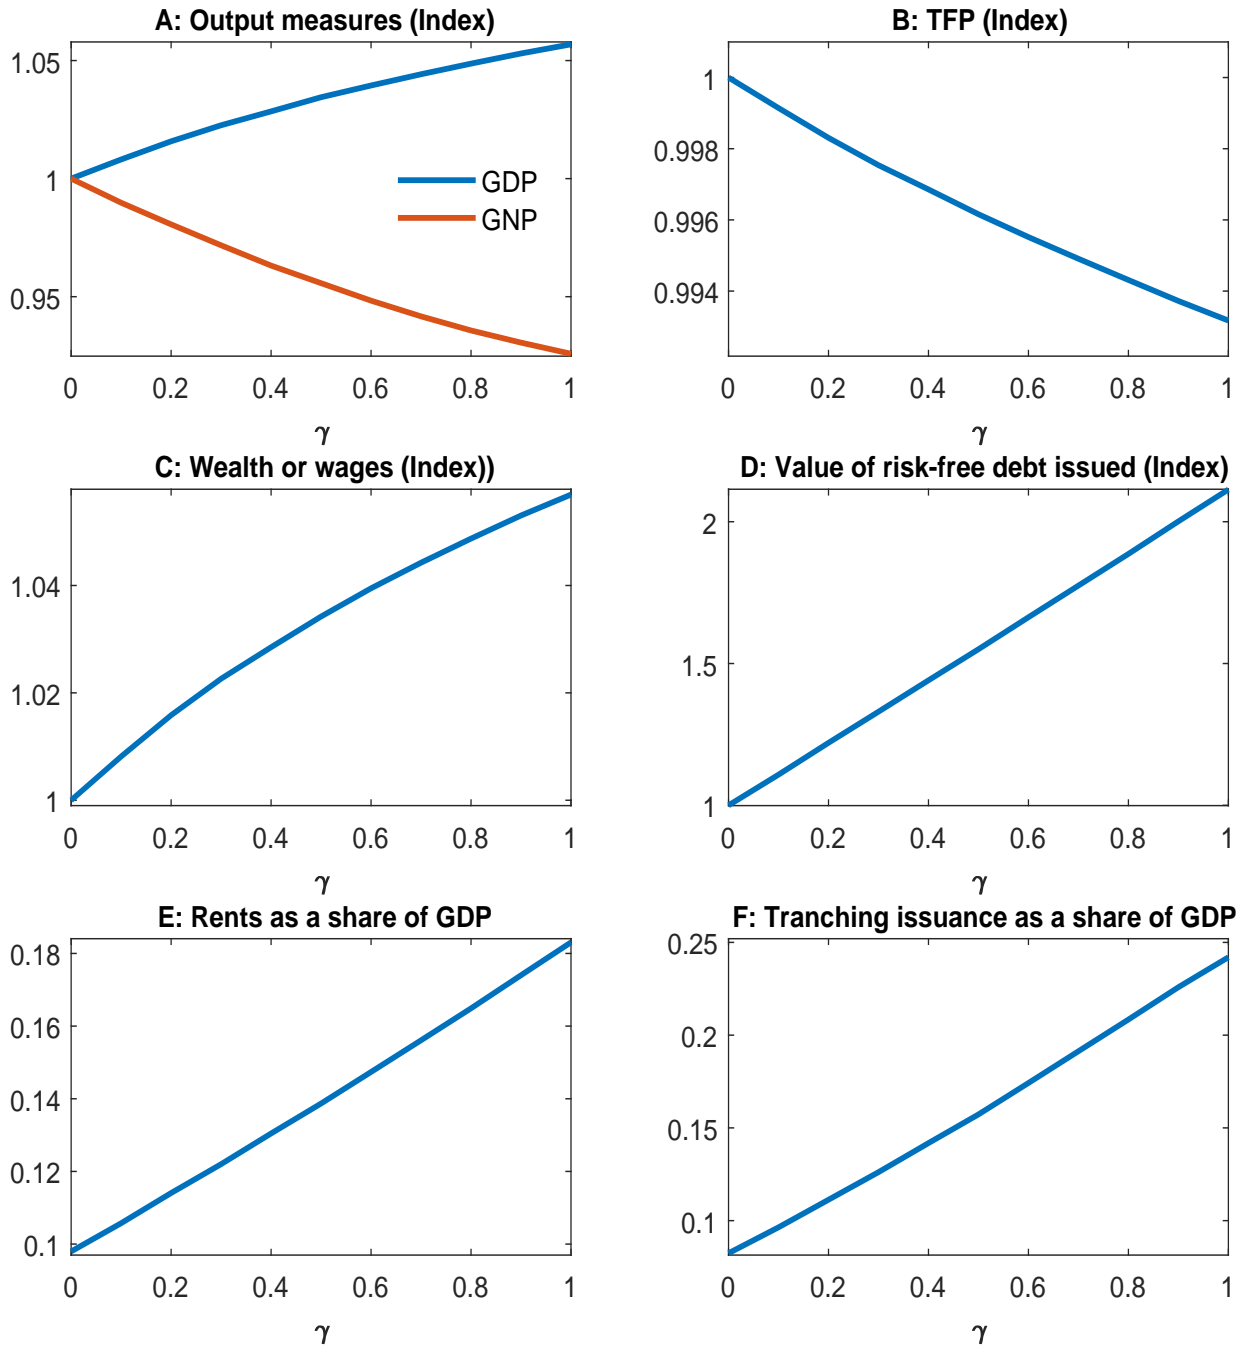 A: Output measures (Index)
1.05
1
0.95
GDP
GNP
0 0.2 0.4 0.6 0.8 1
γ
B: TFP (Index)
1
0.998
0.996
0.994
0 0.2 0.4 0.6 0.8 1
γ
C: Wealth or wages (Index))
1.04
1.02
1
0 0.2 0.4 0.6 0.8 1
γ
D: Value of risk-free debt issued (Index)
2
1.5
1
0 0.2 0.4 0.6 0.8 1
γ
E: Rents as a share of GDP
0.18
0.16
0.14
0.12
0.1
0 0.2 0.4 0.6 0.8 1
γ
F: Tranching issuance as a share of GDP
0.25
0.2
0.15
0.1
0 0.2 0.4 0.6 0.8 1
γ